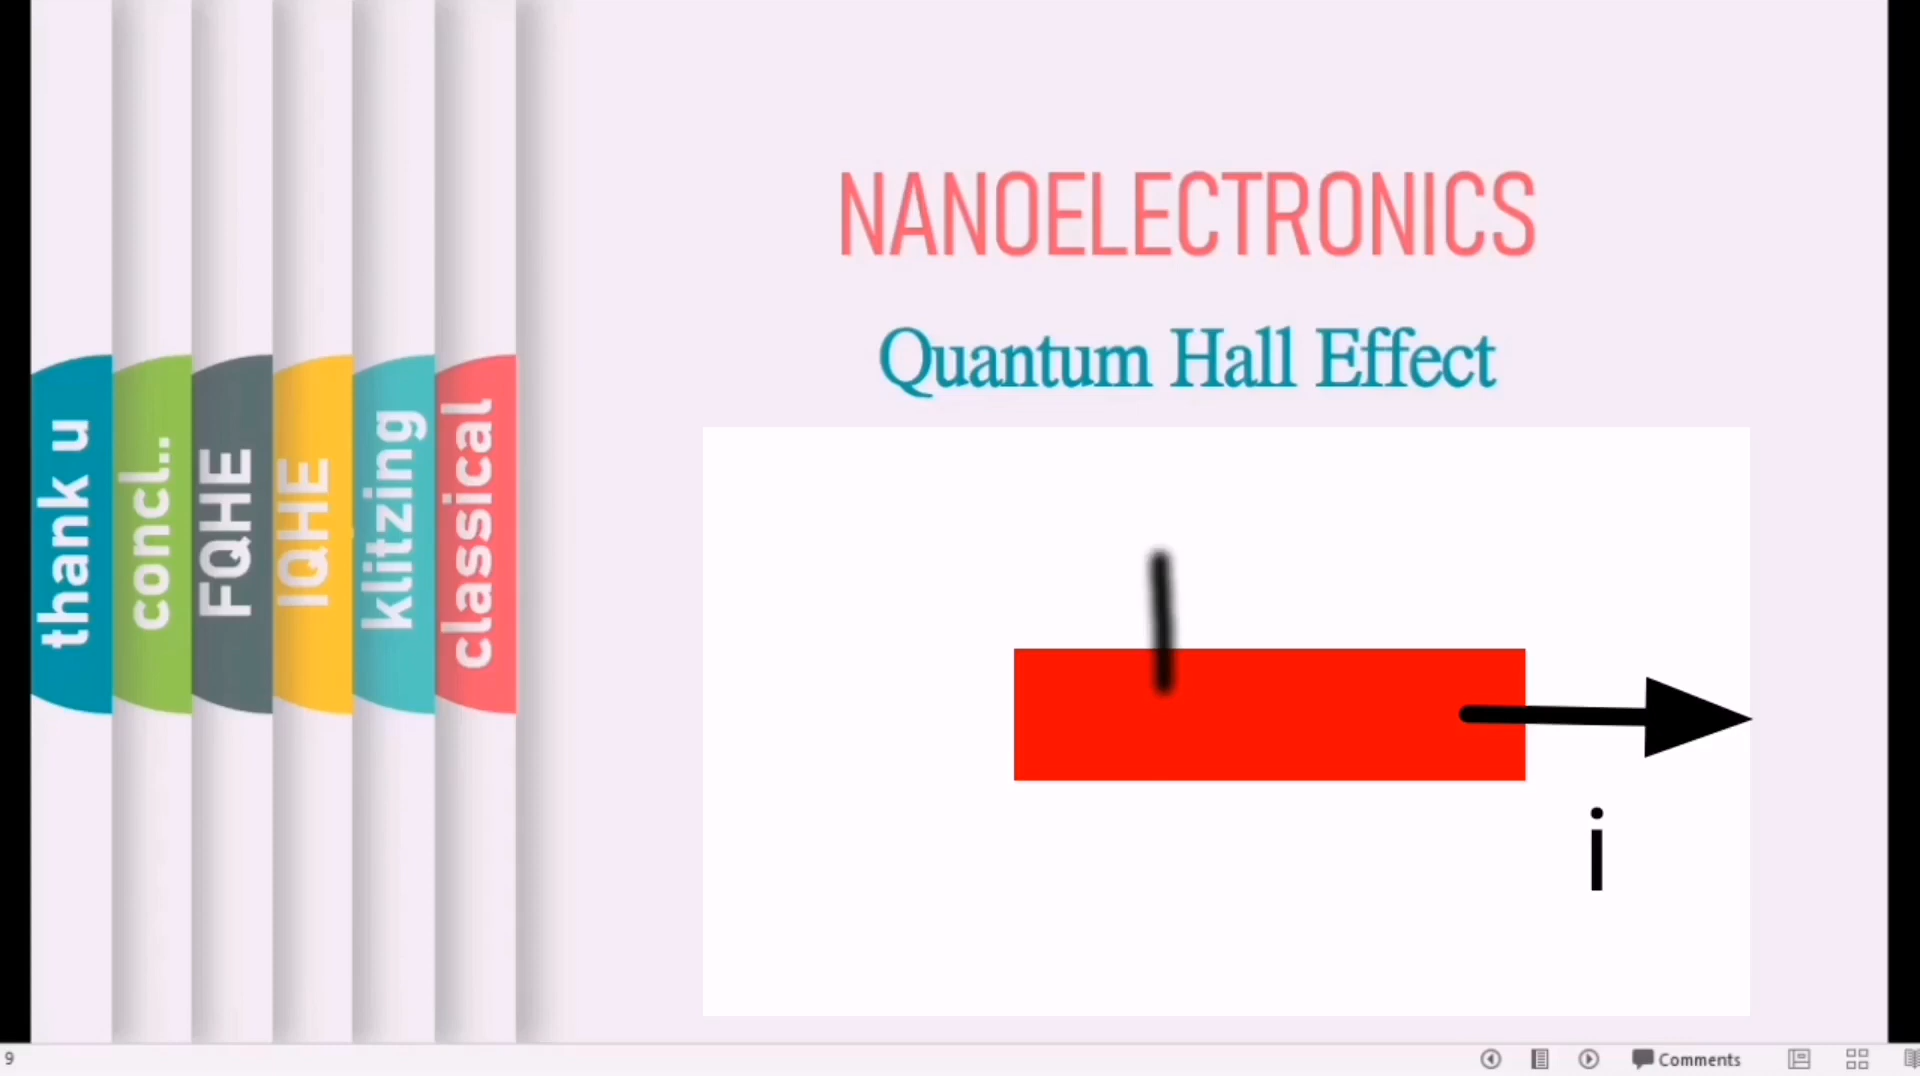 thank u
concl..
FQHE
IQHE
klitzing
classical
NANOELECTRONICS
Quantum Hall Effect
i
9
Comments